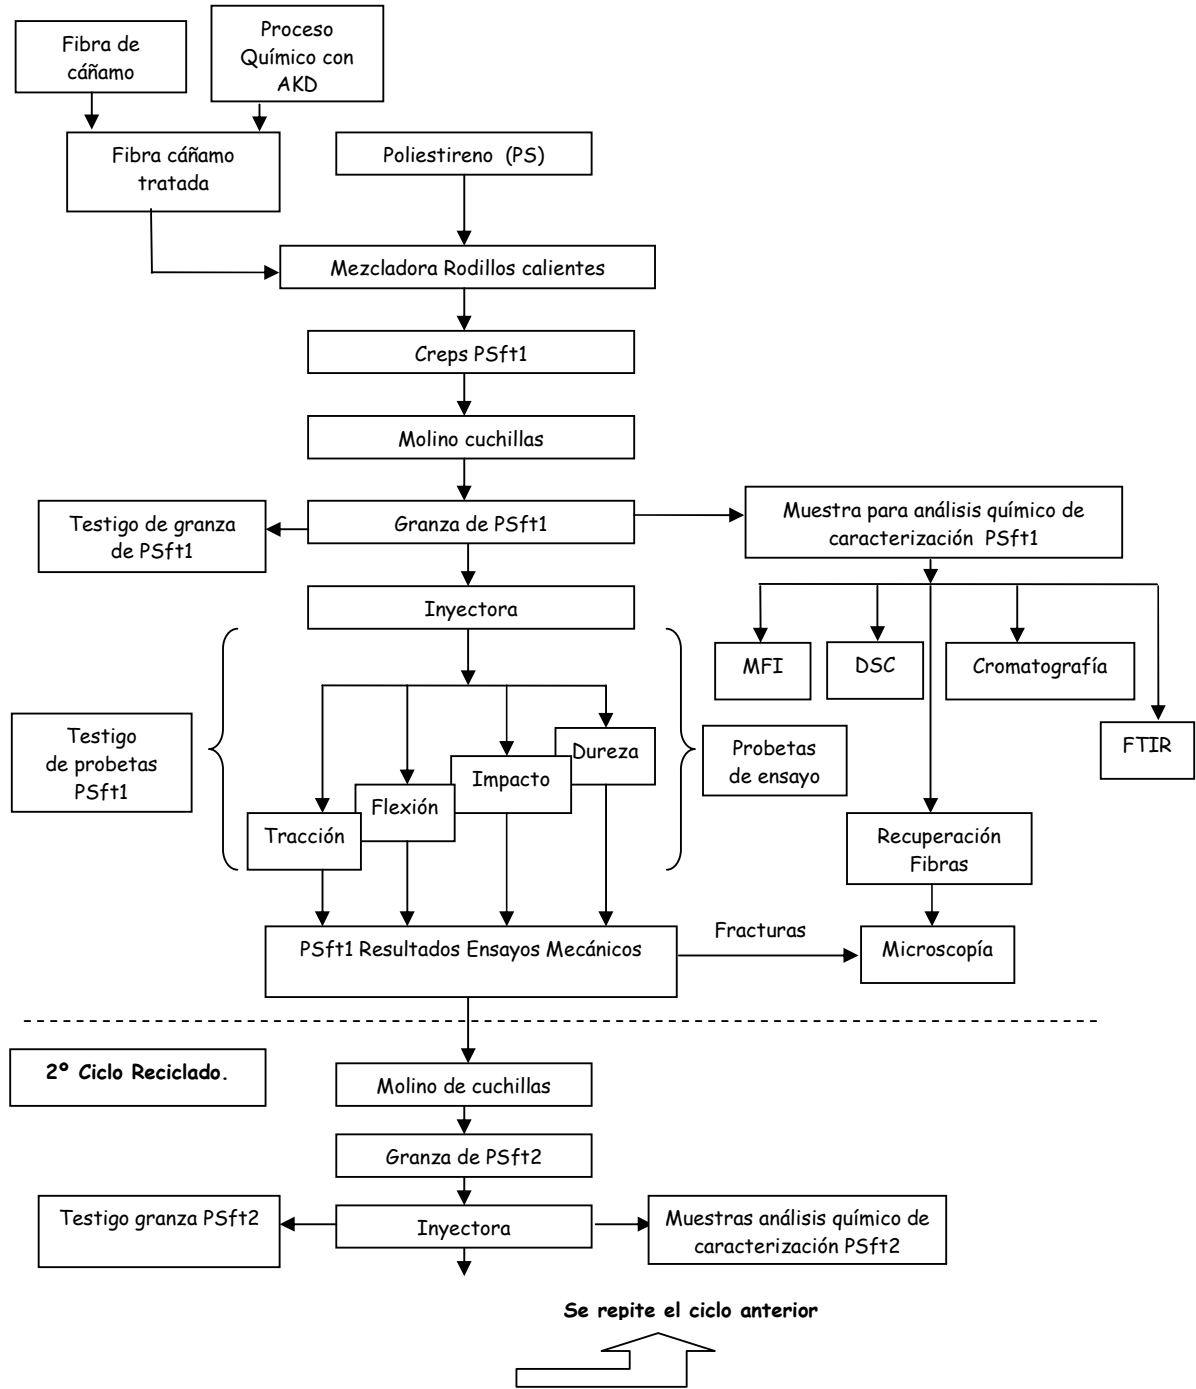 Fibra de
cáñamo
Proceso
Químico con
AKD
Fibra cáñamo
tratada
Poliestireno (PS)
Mezcladora Rodillos calientes
Creps PSft1
Molino cuchillas
Testigo de granza
de PSft1
Granza de PSft1
Muestra para análisis químico de
caracterización PSft1
Inyectora
MFI
DSC
Cromatografía
FTIR
Testigo
de probetas
PSft1
Dureza
Impacto
Flexión
Tracción
Probetas
de ensayo
Recuperación
Fibras
PSft1 Resultados Ensayos Mecánicos
Fracturas
Microscopía
2º Ciclo Reciclado.
Molino de cuchillas
Granza de PSft2
Testigo granza PSft2
Inyectora
Muestras análisis químico de
caracterización PSft2
Se repite el ciclo anterior